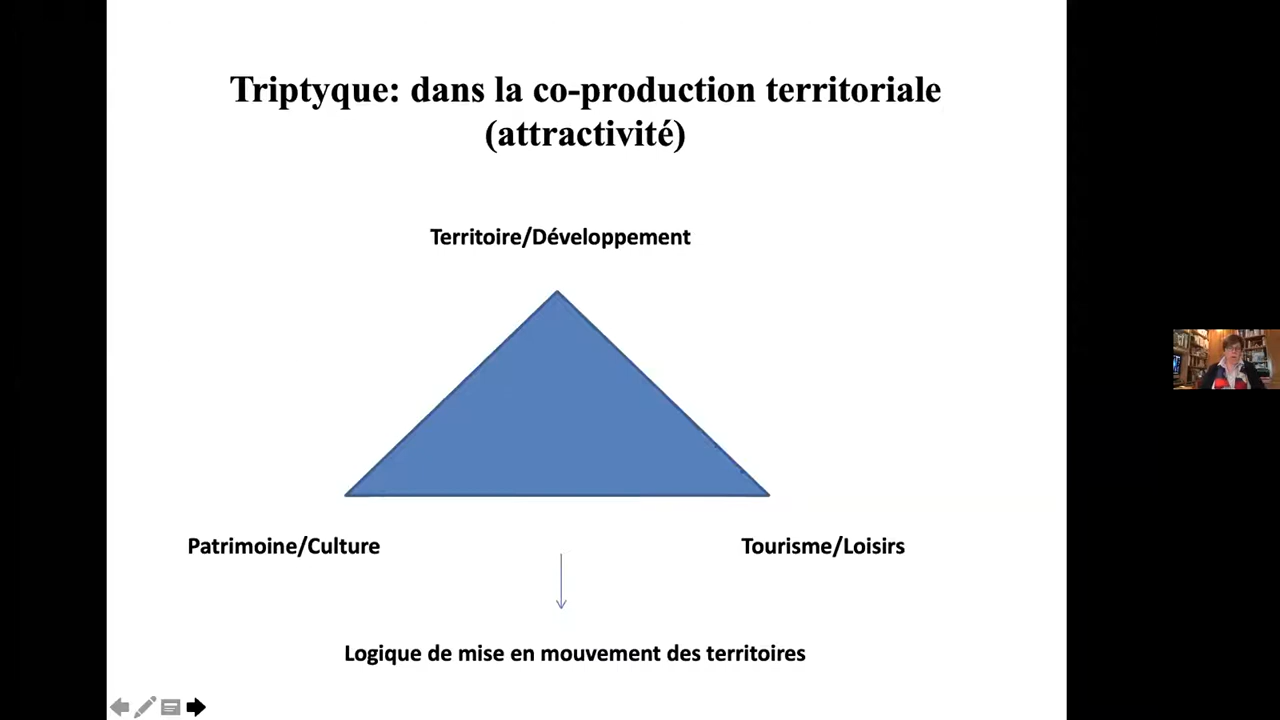 Triptyque: dans la co-production territoriale
(attractivité)
Territoire/Développement
Patrimoine/Culture
Tourisme/Loisirs
Logique de mise en mouvement des territoires